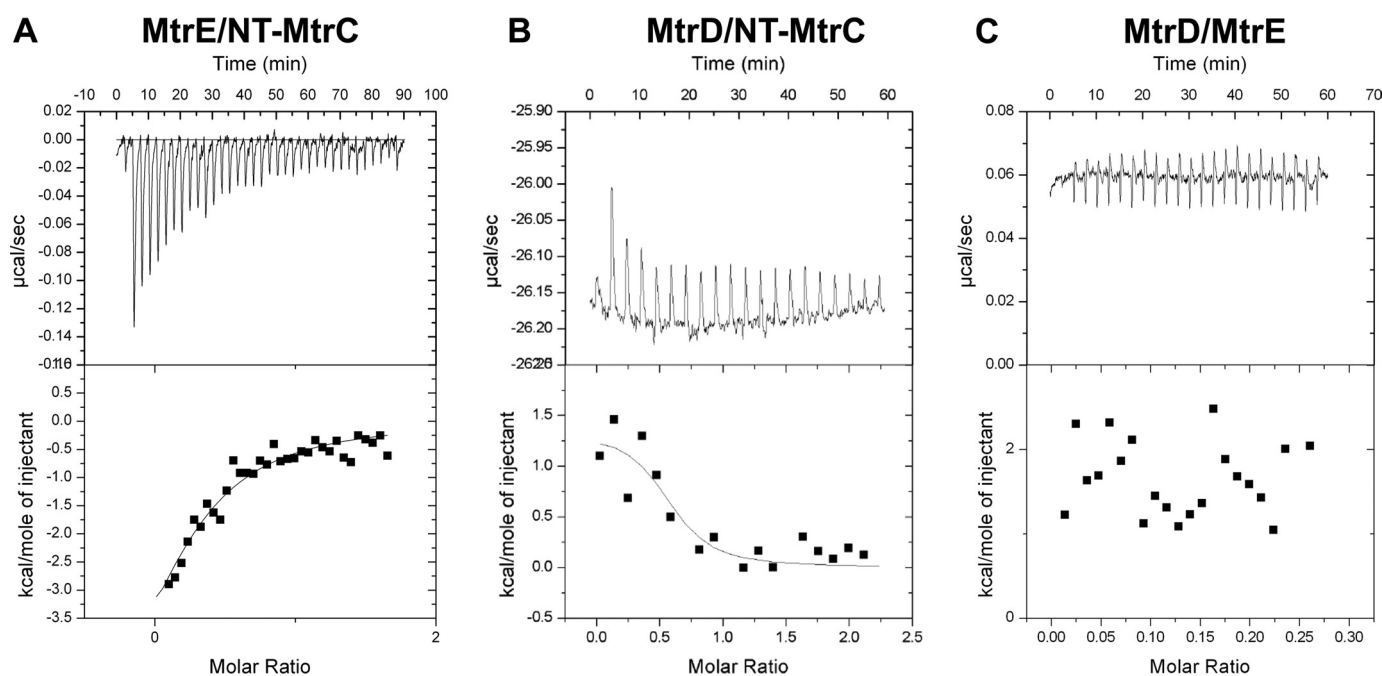 A MtrE/NT-MtrC
Time (min)
-10 0 10 20 30 40 50 60 70 80 90 100
0.02
0.00
-0.02
-0.04
-0.06
-0.08
-0.10
-0.12
-0.14
µcal/sec
0.5
0.0
-0.5
-1.0
-1.5
-2.0
-2.5
-3.0
-3.5
kcal/mole of injectant
0 2
Molar Ratio
B MtrD/NT-MtrC
Time (min)
0 10 20 30 40 50 60
-25.90
-25.95
-26.00
-26.05
-26.10
-26.15
-26.20
µcal/sec
1.5
1.0
0.5
0.0
-0.5
kcal/mole of injectant
0.0 0.5 1.0 1.5 2.0 2.5
Molar Ratio
C MtrD/MtrE
Time (min)
0 10 20 30 40 50 60 70
0.08
0.06
0.04
0.02
0.00
µcal/sec
2
0
kcal/mole of injectant
0.00 0.05 0.10 0.15 0.20 0.25 0.30
Molar Ratio